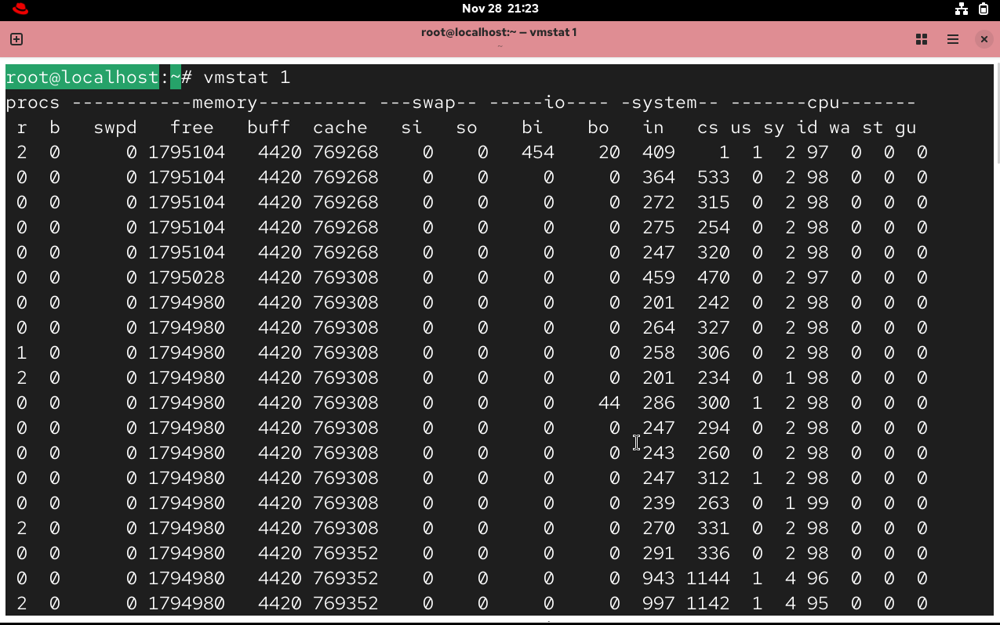 Nov 28 21:23
root@localhost:~ — vmstat 1
~
root@localhost:~# vmstat 1
procs -----------memory---------- ---swap-- -----io---- -system-- -------cpu-------
 r  b   swpd   free   buff  cache   si   so    bi    bo   in   cs us sy id wa st gu
 2  0      0 1795104   4420 769268    0    0   454    20  409    1  1  2 97  0  0  0
 0  0      0 1795104   4420 769268    0    0     0     0  364  533  0  2 98  0  0  0
 0  0      0 1795104   4420 769268    0    0     0     0  272  315  0  2 98  0  0  0
 0  0      0 1795104   4420 769268    0    0     0     0  275  254  0  2 98  0  0  0
 0  0      0 1795104   4420 769268    0    0     0     0  247  320  0  2 98  0  0  0
 0  0      0 1795028   4420 769308    0    0     0     0  459  470  0  2 97  0  0  0
 0  0      0 1794980   4420 769308    0    0     0     0  201  242  0  2 98  0  0  0
 0  0      0 1794980   4420 769308    0    0     0     0  264  327  0  2 98  0  0  0
 1  0      0 1794980   4420 769308    0    0     0     0  258  306  0  2 98  0  0  0
 2  0      0 1794980   4420 769308    0    0     0     0  201  234  0  1 98  0  0  0
 0  0      0 1794980   4420 769308    0    0     0    44  286  300  1  2 98  0  0  0
 0  0      0 1794980   4420 769308    0    0     0     0  247  294  0  2 98  0  0  0
 0  0      0 1794980   4420 769308    0    0     0     0  243  260  0  2 98  0  0  0
 0  0      0 1794980   4420 769308    0    0     0     0  247  312  1  2 98  0  0  0
 0  0      0 1794980   4420 769308    0    0     0     0  239  263  0  1 99  0  0  0
 2  0      0 1794980   4420 769308    0    0     0     0  270  331  0  2 98  0  0  0
 0  0      0 1794980   4420 769352    0    0     0     0  291  336  0  2 98  0  0  0
 0  0      0 1794980   4420 769352    0    0     0     0  943 1144  1  4 96  0  0  0
 2  0      0 1794980   4420 769352    0    0     0     0  997 1142  1  4 95  0  0  0